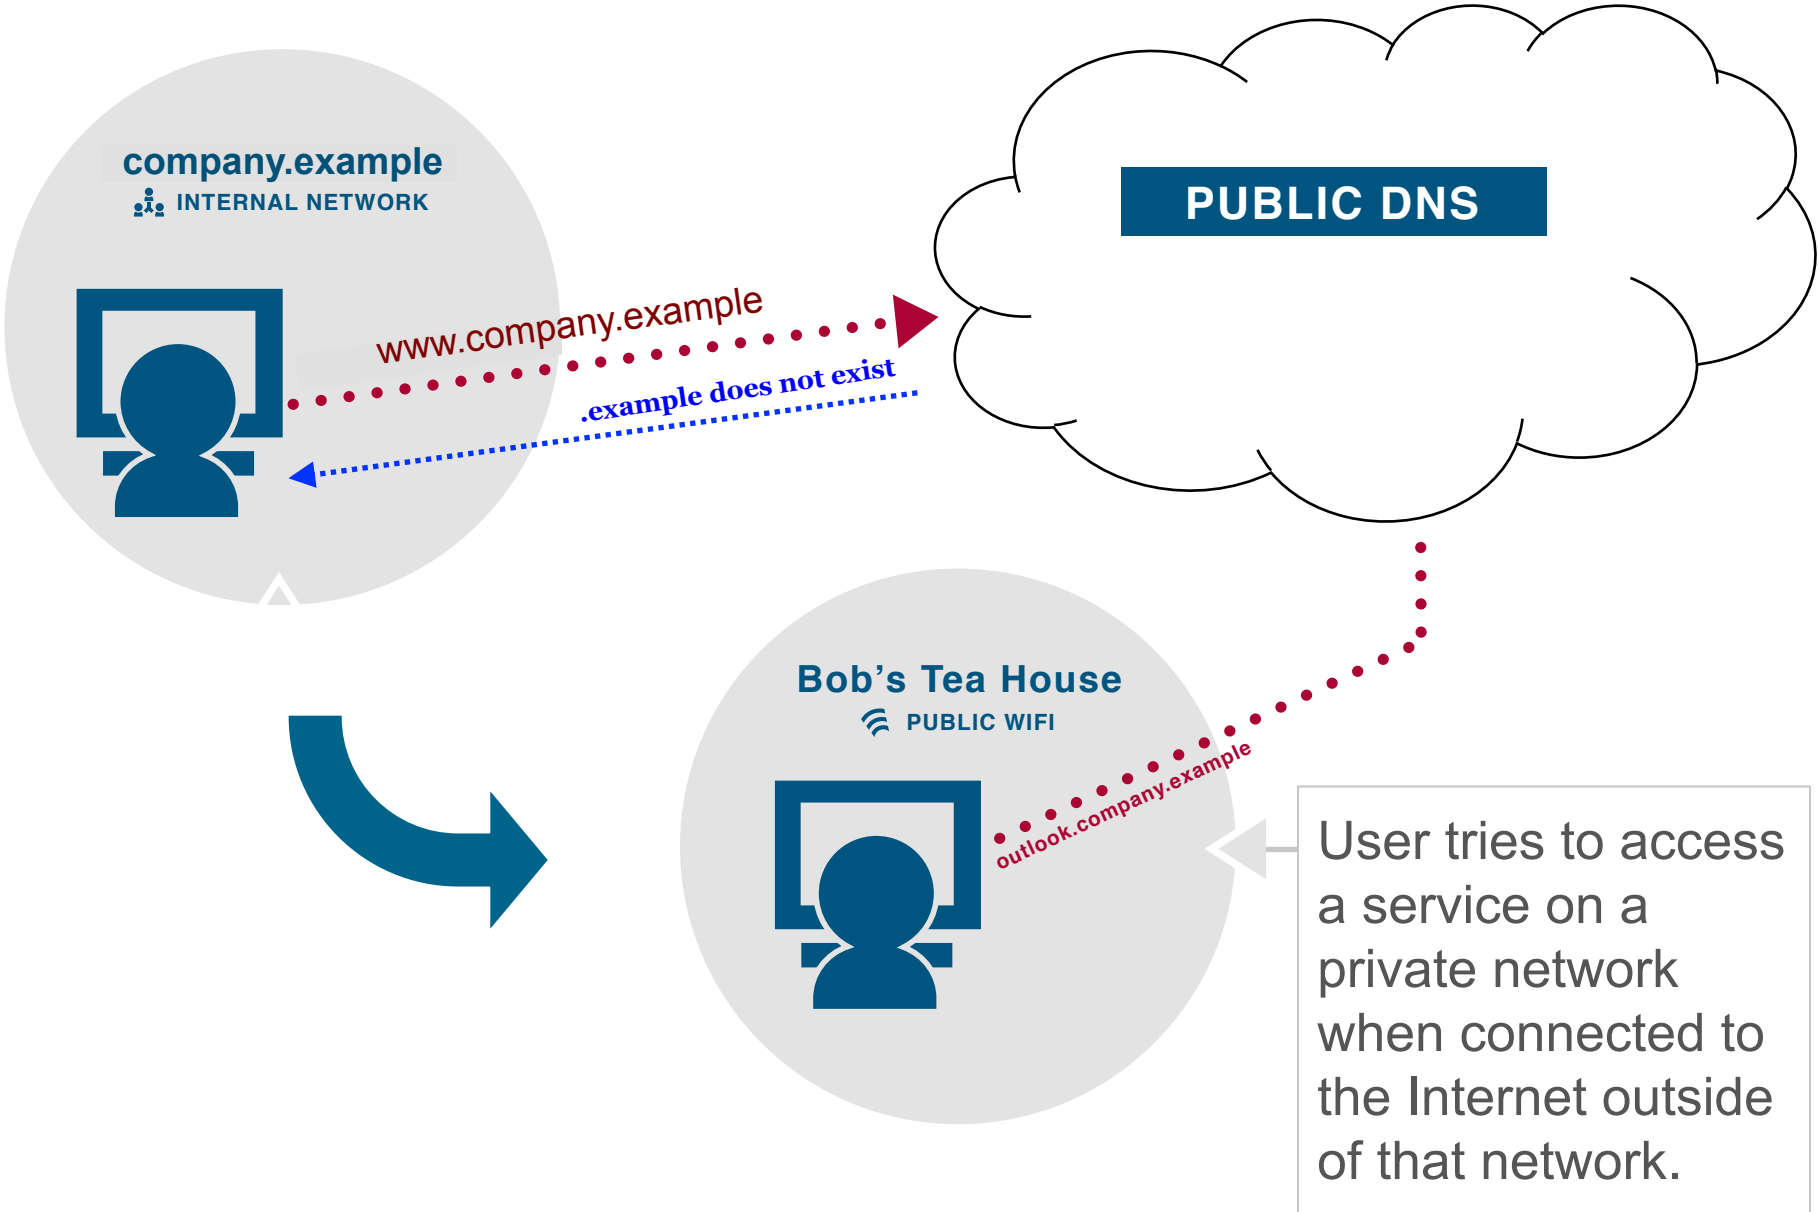 company.example
INTERNAL NETWORK
PUBLIC DNS
www.company.example
.example does not exist
Bob’s Tea House
PUBLIC WIFI
outlook.company.example
User tries to access
a service on a
private network
when connected to
the Internet outside
of that network.